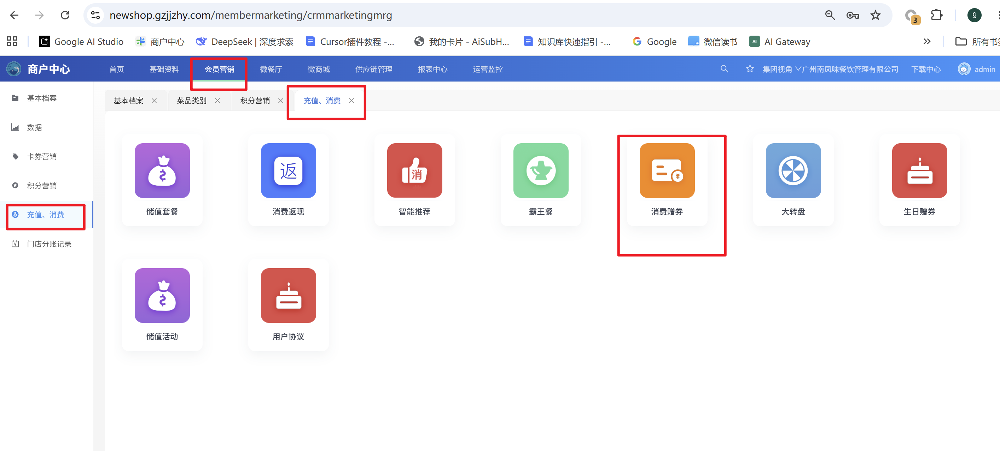 newshop.gzjjzhy.com/membermarketing/crmmarketingmrg
3
g
Google AI Studio
商户中心
DeepSeek | 深度求索
Cursor插件教程 -...
我的卡片 - AiSubH...
知识库快速指引 -...
Google
微信读书
AI
AI Gateway
所有书签
商户中心
首页
基础资料
会员营销
微餐厅
微商城
供应链管理
报表中心
运营监控
集团视角
广州南凤味餐饮管理有限公司
下载中心
admin
基本档案
数据
卡券营销
积分营销
充值、消费
门店分账记录
基本档案
菜品类别
积分营销
充值、消费
储值套餐
返
消费返现
消
智能推荐
霸王餐
¥
消费赠券
大转盘
生日赠券
储值活动
用户协议